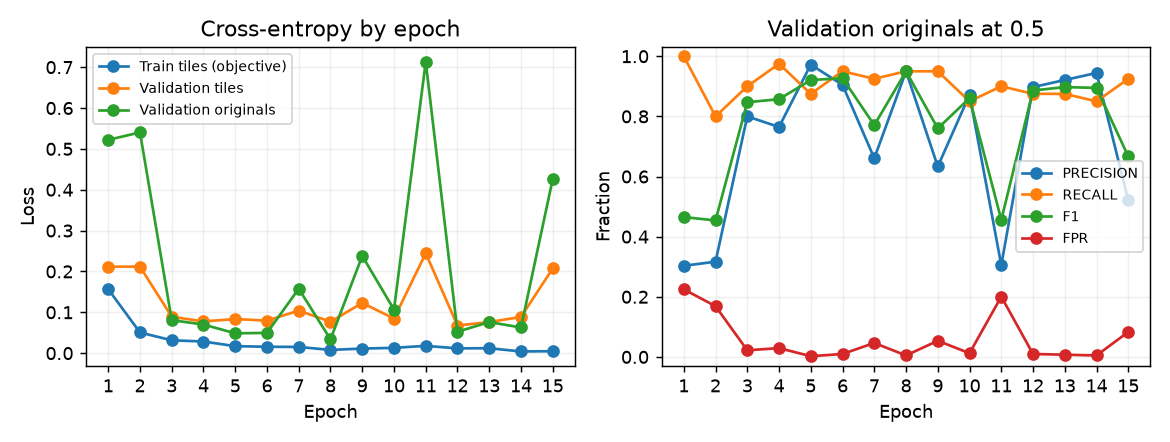 Cross-entropy by epoch
Loss
0.7
0.6
0.5
0.4
0.3
0.2
0.1
0.0
Train tiles (objective)
Validation tiles
Validation originals
1 2 3 4 5 6 7 8 9 10 11 12 13 14 15
Epoch
Validation originals at 0.5
Fraction
1.0
0.8
0.6
0.4
0.2
0.0
PRECISION
RECALL
F1
FPR
1 2 3 4 5 6 7 8 9 10 11 12 13 14 15
Epoch